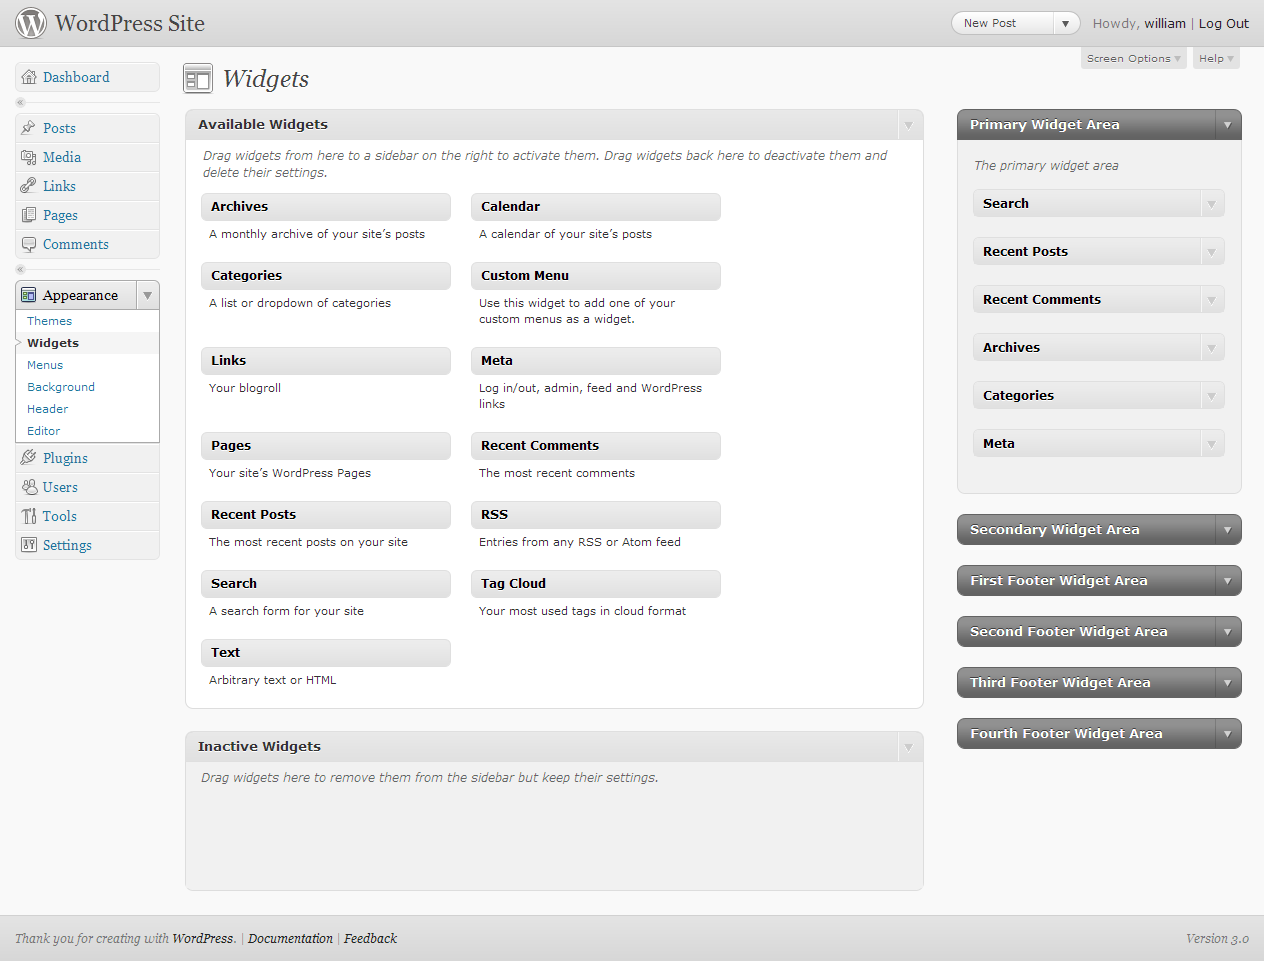 WordPress Site
New Post
Howdy, william | Log Out
Screen Options
Help
Dashboard
Posts
Media
Links
Pages
Comments
Appearance
Themes
Widgets
Menus
Background
Header
Editor
Plugins
Users
Tools
Settings
Widgets
Available Widgets
Drag widgets from here to a sidebar on the right to activate them. Drag widgets back here to deactivate them and
delete their settings.
Archives
A monthly archive of your site’s posts
Calendar
A calendar of your site’s posts
Categories
A list or dropdown of categories
Custom Menu
Use this widget to add one of your
custom menus as a widget.
Links
Your blogroll
Meta
Log in/out, admin, feed and WordPress
links
Pages
Your site’s WordPress Pages
Recent Comments
The most recent comments
Recent Posts
The most recent posts on your site
RSS
Entries from any RSS or Atom feed
Search
A search form for your site
Tag Cloud
Your most used tags in cloud format
Text
Arbitrary text or HTML
Inactive Widgets
Drag widgets here to remove them from the sidebar but keep their settings.
Primary Widget Area
The primary widget area
Search
Recent Posts
Recent Comments
Archives
Categories
Meta
Secondary Widget Area
First Footer Widget Area
Second Footer Widget Area
Third Footer Widget Area
Fourth Footer Widget Area
Thank you for creating with WordPress. | Documentation | Feedback
Version 3.0